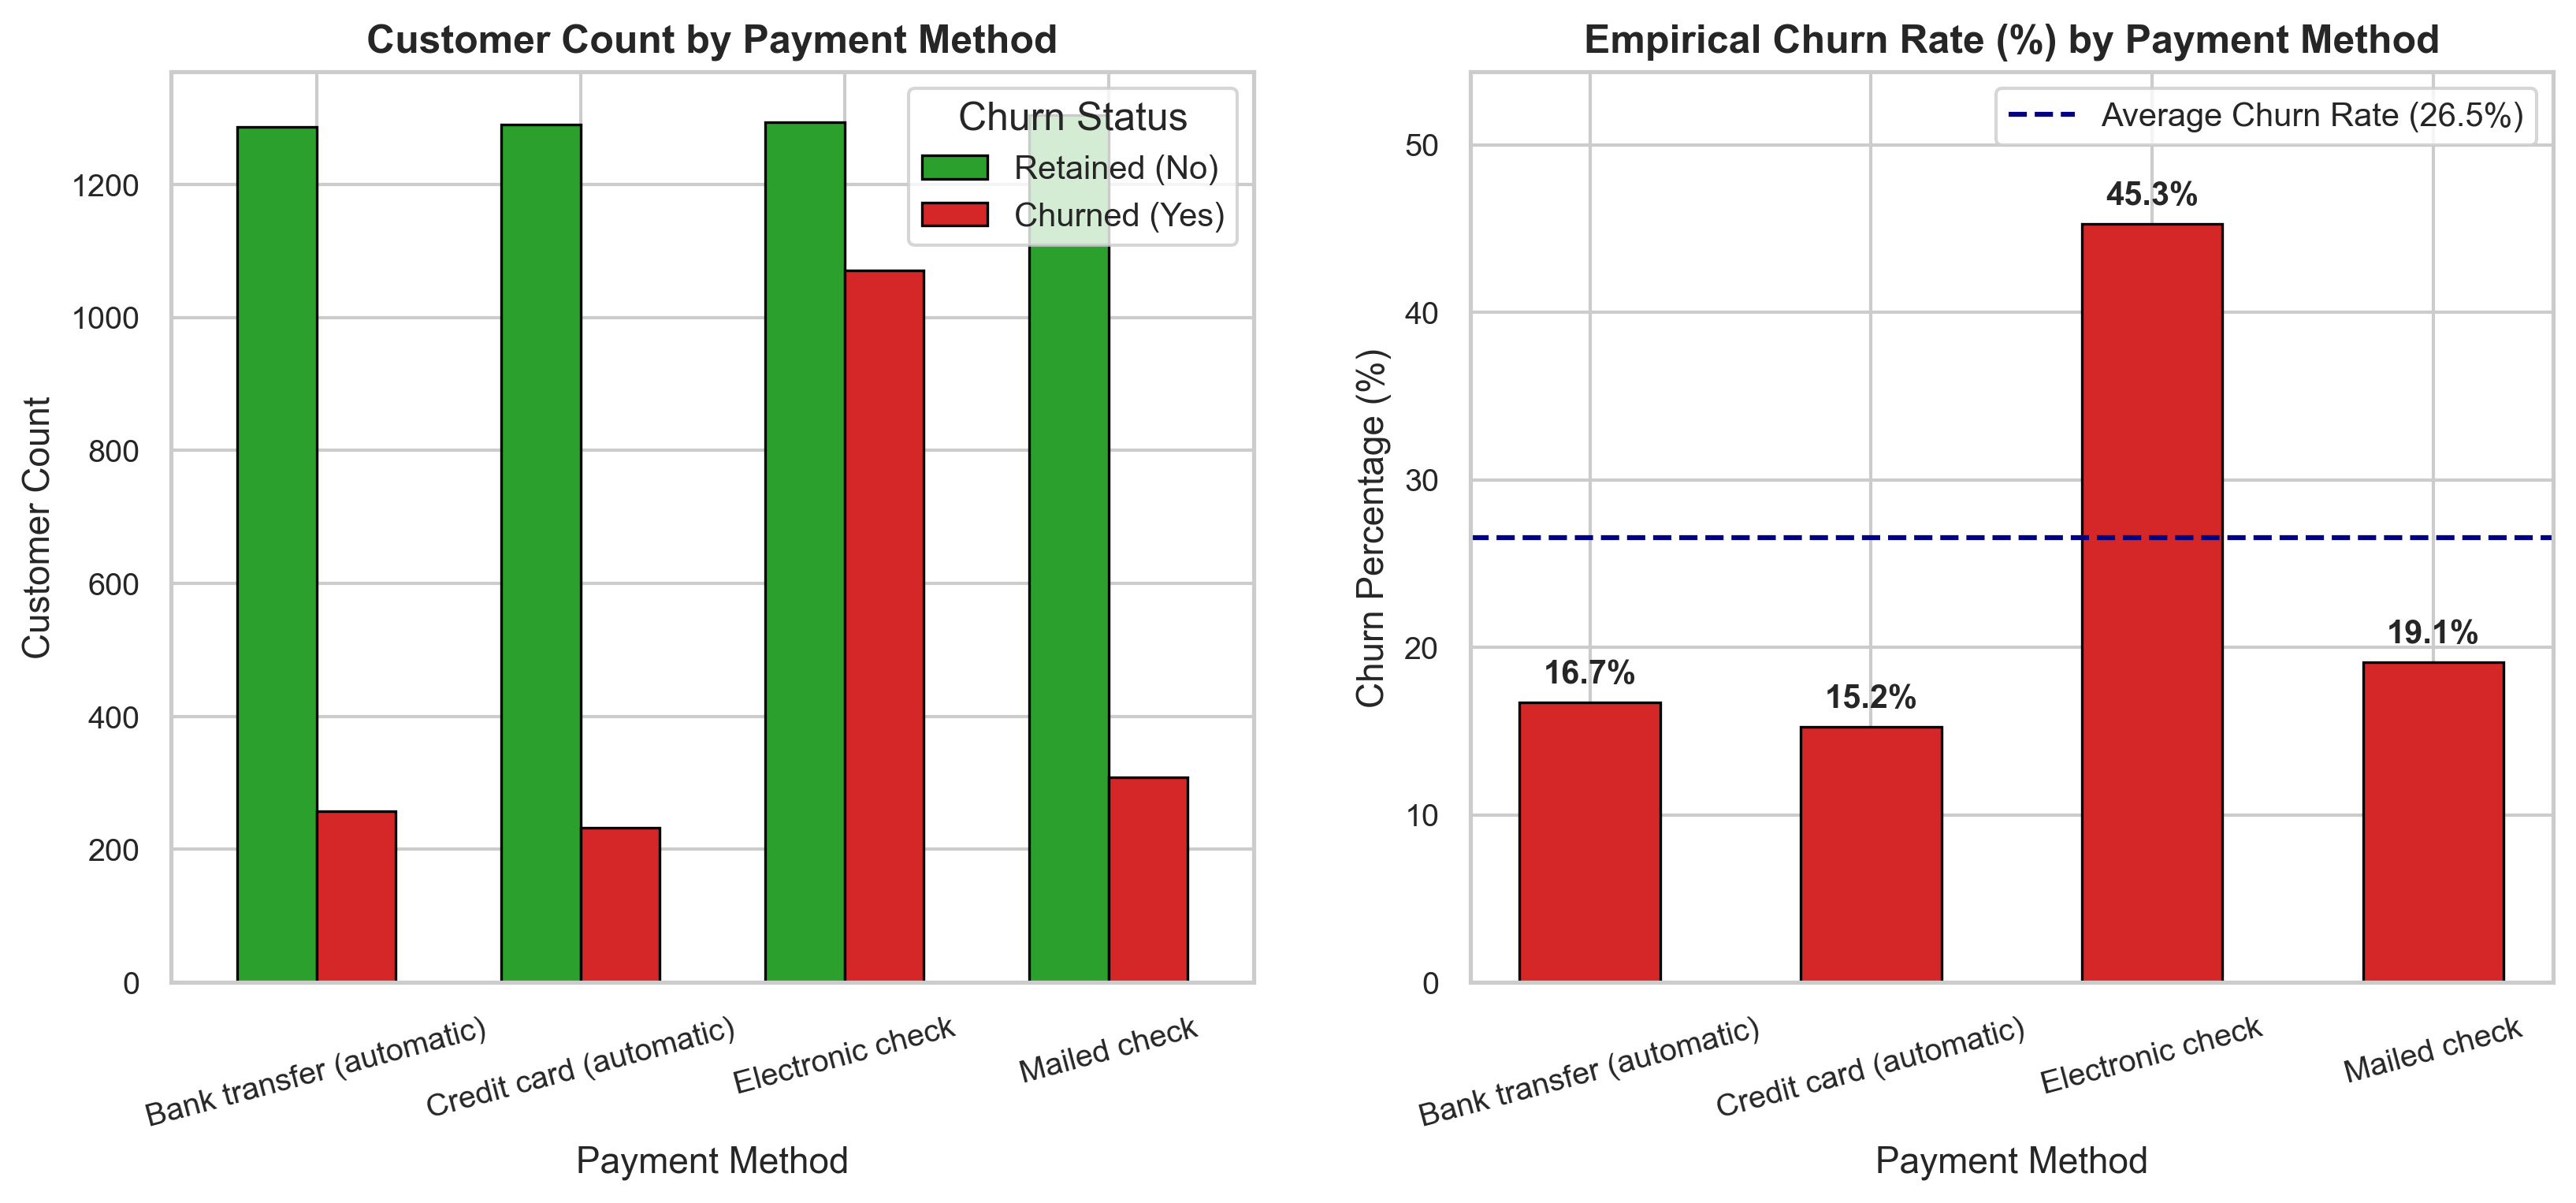 Customer Count by Payment Method
Customer Count
1200
1000
800
600
400
200
0
Churn Status
Retained (No)
Churned (Yes)
Bank transfer (automatic)
Credit card (automatic)
Electronic check
Mailed check
Payment Method
Empirical Churn Rate (%) by Payment Method
Churn Percentage (%)
50
40
30
20
10
0
Average Churn Rate (26.5%)
16.7%
15.2%
45.3%
19.1%
Bank transfer (automatic)
Credit card (automatic)
Electronic check
Mailed check
Payment Method